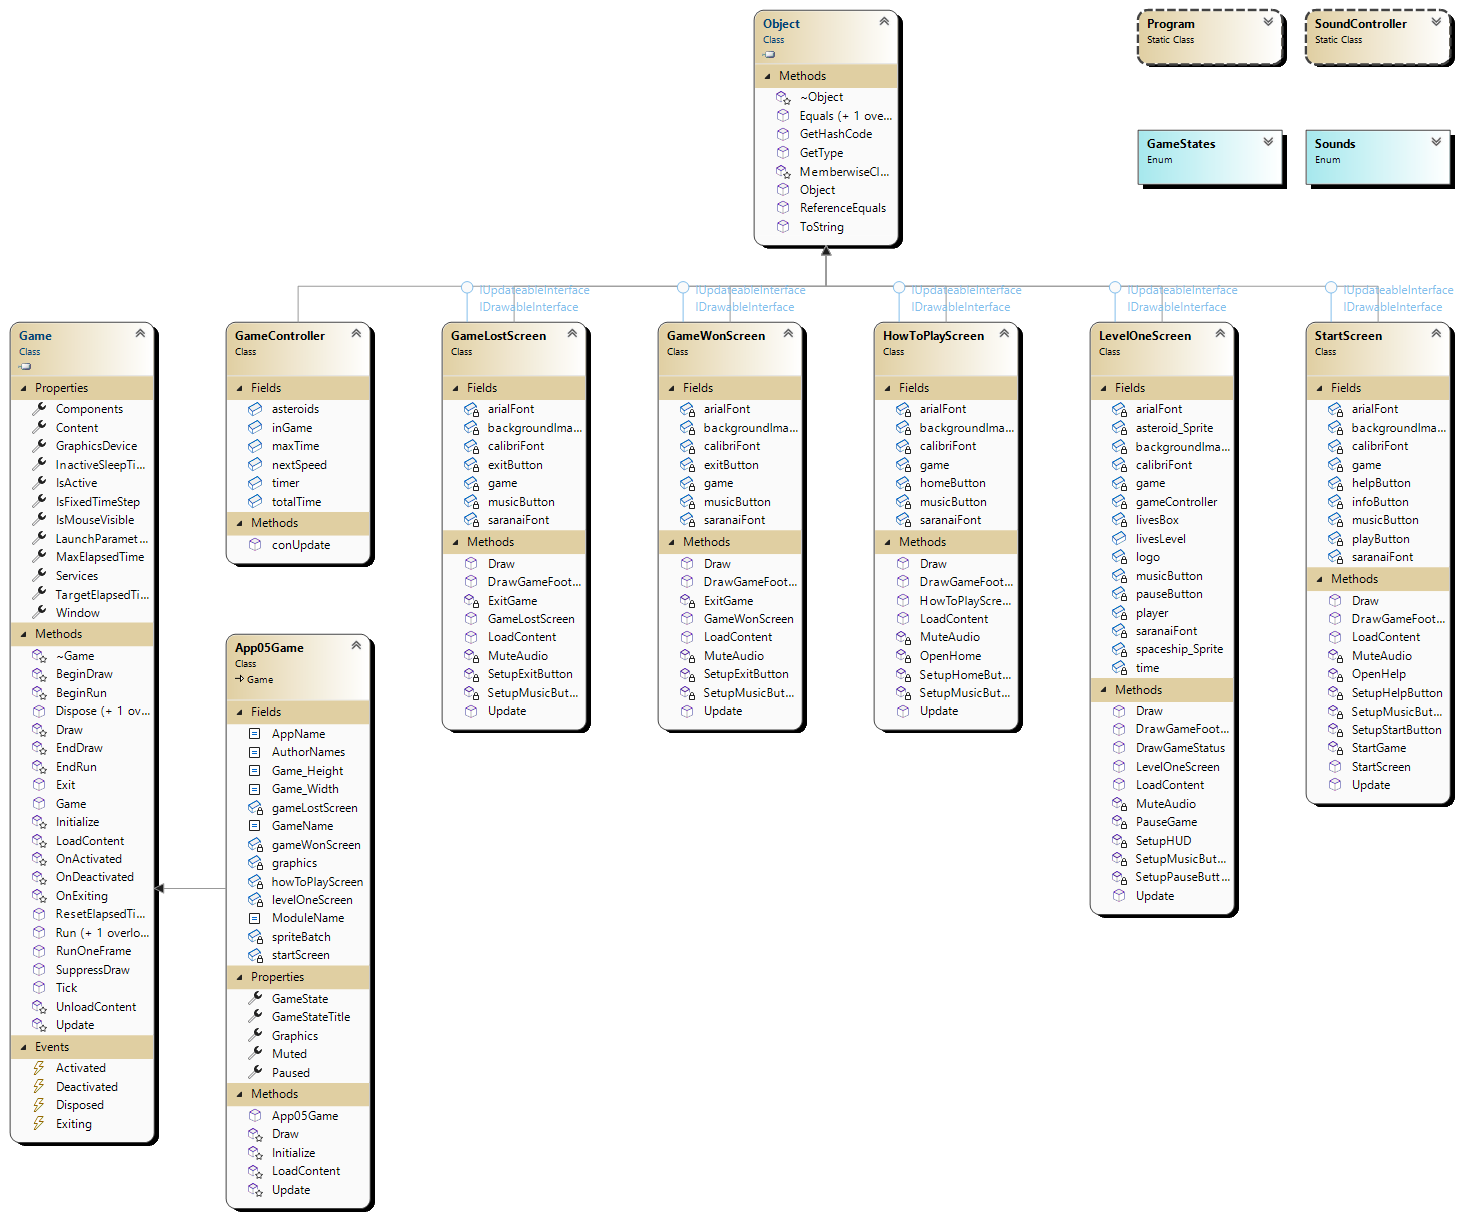 Object
Class
Methods
~Object
Equals (+ 1 ove...
GetHashCode
GetType
MemberwiseCl...
Object
ReferenceEquals
ToString
Program
Static Class
SoundController
Static Class
GameStates
Enum
Sounds
Enum
Game
Class
Properties
Components
Content
GraphicsDevice
InactiveSleepTi...
IsActive
IsFixedTimeStep
IsMouseVisible
LaunchParamet...
MaxElapsedTime
Services
TargetElapsedTi...
Window
Methods
~Game
BeginDraw
BeginRun
Dispose (+ 1 ov...
Draw
EndDraw
EndRun
Exit
Game
Initialize
LoadContent
OnActivated
OnDeactivated
OnExiting
ResetElapsedTi...
Run (+ 1 overlo...
RunOneFrame
SuppressDraw
Tick
UnloadContent
Update
Events
Activated
Deactivated
Disposed
Exiting
GameController
Class
Fields
asteroids
inGame
maxTime
nextSpeed
timer
totalTime
Methods
conUpdate
App05Game
Class
Game
Fields
AppName
AuthorNames
Game_Height
Game_Width
gameLostScreen
GameName
gameWonScreen
graphics
howToPlayScreen
levelOneScreen
ModuleName
spriteBatch
startScreen
Properties
GameState
GameStateTitle
Graphics
Muted
Paused
Methods
App05Game
Draw
Initialize
LoadContent
Update
IUpdateableInterface
IDrawableInterface
GameLostScreen
Class
Fields
arialFont
backgroundIma...
calibriFont
exitButton
game
musicButton
saranaiFont
Methods
Draw
DrawGameFoot...
ExitGame
GameLostScreen
LoadContent
MuteAudio
SetupExitButton
SetupMusicBut...
Update
IUpdateableInterface
IDrawableInterface
GameWonScreen
Class
Fields
arialFont
backgroundIma...
calibriFont
exitButton
game
musicButton
saranaiFont
Methods
Draw
DrawGameFoot...
ExitGame
GameWonScreen
LoadContent
MuteAudio
SetupExitButton
SetupMusicBut...
Update
IUpdateableInterface
IDrawableInterface
HowToPlayScreen
Class
Fields
arialFont
backgroundIma...
calibriFont
game
homeButton
musicButton
saranaiFont
Methods
Draw
DrawGameFoot...
HowToPlayScre...
LoadContent
MuteAudio
OpenHome
SetupHomeBut...
SetupMusicBut...
Update
IUpdateableInterface
IDrawableInterface
LevelOneScreen
Class
Fields
arialFont
asteroid_Sprite
backgroundIma...
calibriFont
game
gameController
livesBox
livesLevel
logo
musicButton
pauseButton
player
saranaiFont
spaceship_Sprite
time
Methods
Draw
DrawGameFoot...
DrawGameStatus
LevelOneScreen
LoadContent
MuteAudio
PauseGame
SetupHUD
SetupMusicBut...
SetupPauseButt...
Update
IUpdateableInterface
IDrawableInterface
StartScreen
Class
Fields
arialFont
backgroundIma...
calibriFont
game
helpButton
infoButton
musicButton
playButton
saranaiFont
Methods
Draw
DrawGameFoot...
LoadContent
MuteAudio
OpenHelp
SetupHelpButton
SetupMusicBut...
SetupStartButton
StartGame
StartScreen
Update